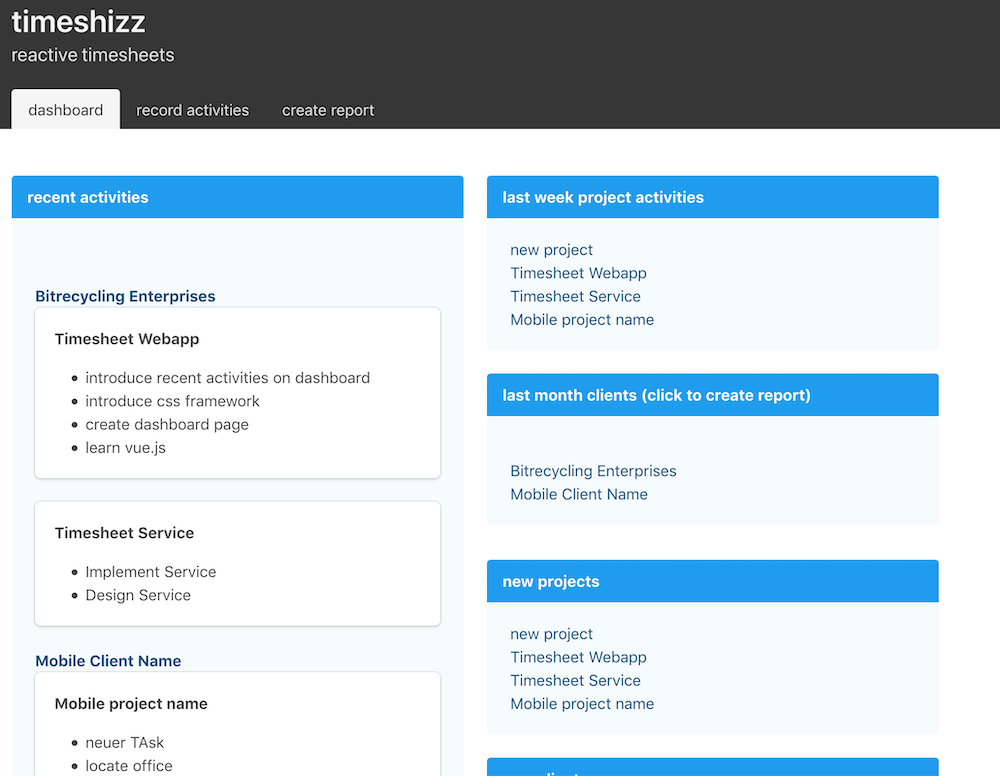 timeshizz
reactive timesheets
dashboard
record activities
create report
recent activities
Bitrecycling Enterprises
Timesheet Webapp
introduce recent activities on dashboard
introduce css framework
create dashboard page
learn vue.js
Timesheet Service
Implement Service
Design Service
Mobile Client Name
Mobile project name
neuer TAsk
locate office
last week project activities
new project
Timesheet Webapp
Timesheet Service
Mobile project name
last month clients (click to create report)
Bitrecycling Enterprises
Mobile Client Name
new projects
new project
Timesheet Webapp
Timesheet Service
Mobile project name